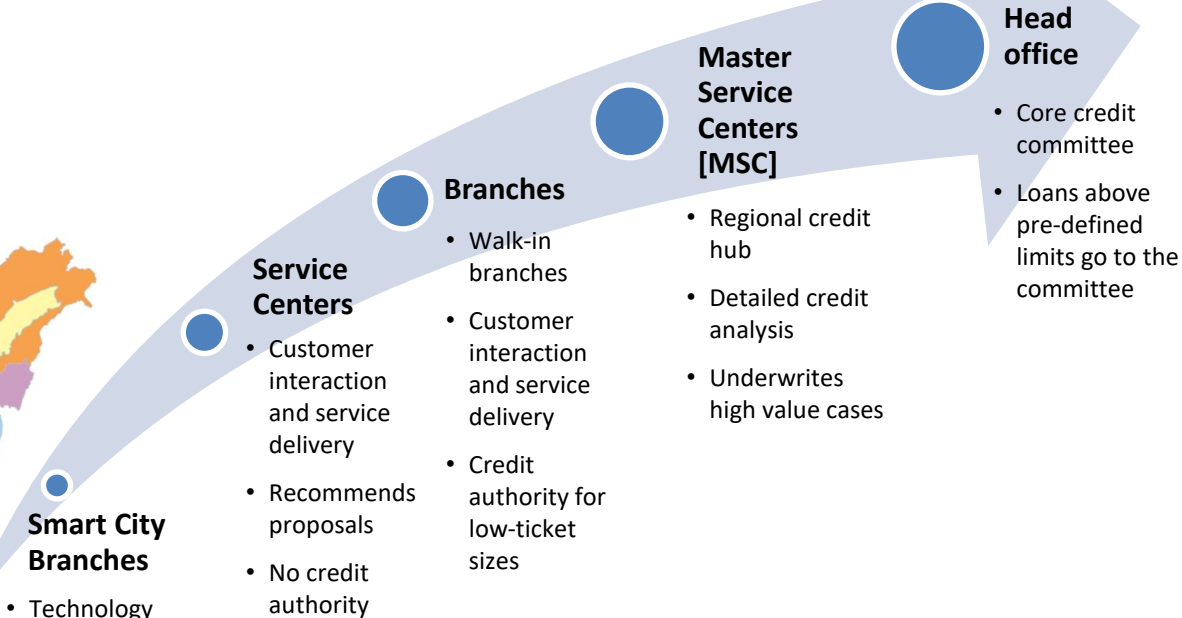 Smart City
Branches
• Technology
Service
Centers
• Customer
interaction
and service
delivery
• Recommends
proposals
• No credit
authority
Branches
• Walk-in
branches
• Customer
interaction
and service
delivery
• Credit
authority for
low-ticket
sizes
Master
Service
Centers
[MSC]
• Regional credit
hub
• Detailed credit
analysis
• Underwrites
high value cases
Head
office
• Core credit
committee
• Loans above
pre-defined
limits go to the
committee